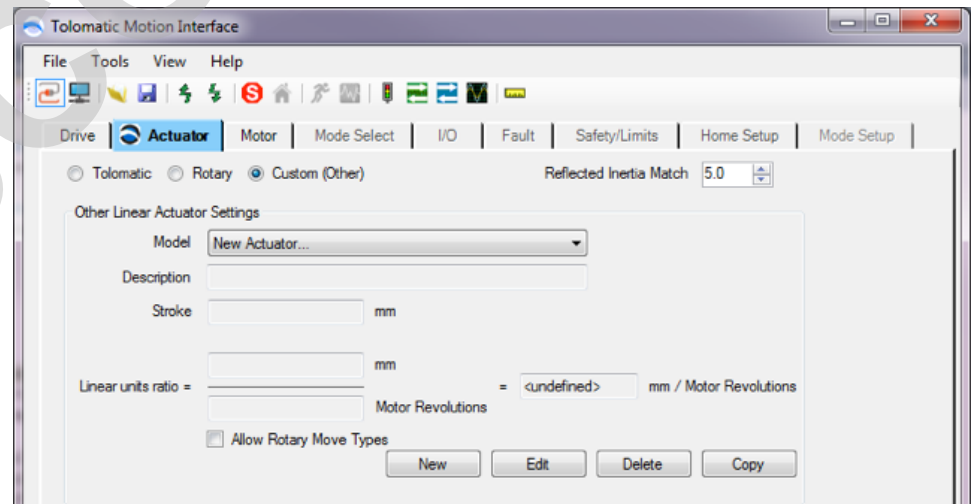 Tolomatic Motion Interface
File Tools View Help
Drive Actuator Motor Mode Select I/O Fault Safety/Limits Home Setup Mode Setup
Tolomatic Rotary Custom (Other) Reflected Inertia Match 5.0
Other Linear Actuator Settings
Model New Actuator...
Description
Stroke mm
mm
Linear units ratio = = <undefined> mm / Motor Revolutions
Motor Revolutions
Allow Rotary Move Types
New Edit Delete Copy